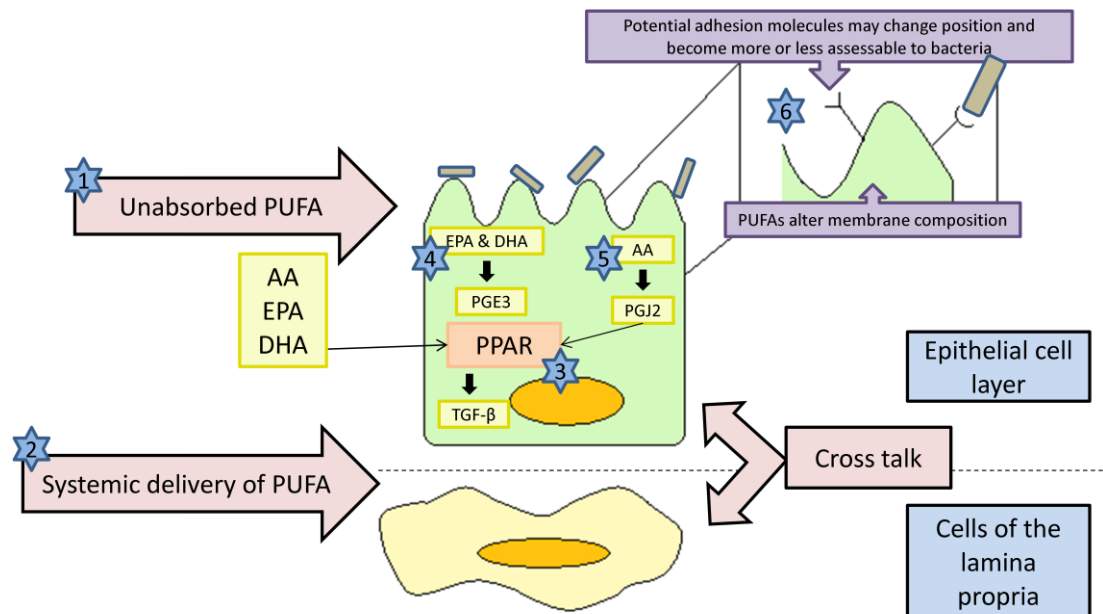 Potential adhesion molecules may change position and
become more or less assessable to bacteria
6
1
Unabsorbed PUFA
PUFAs alter membrane composition
4
EPA & DHA
5
AA
AA
EPA
DHA
PGE3
PGJ2
PPAR
3
TGF-β
Epithelial cell
layer
2
Systemic delivery of PUFA
Cross talk
Cells of the
lamina
propria